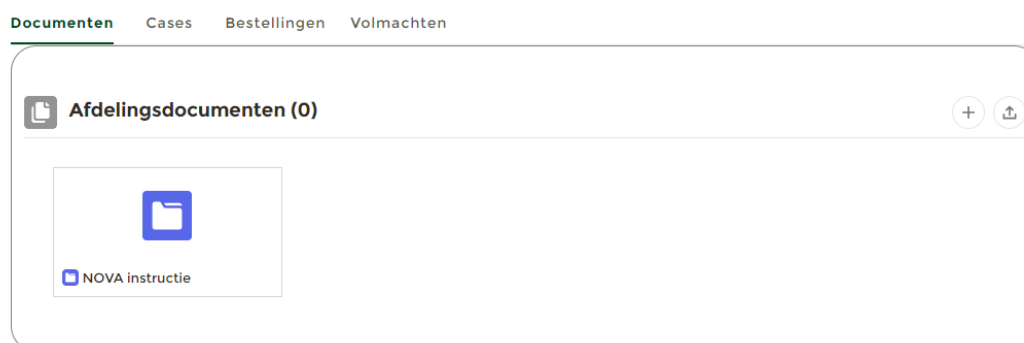 Documenten Cases Bestellingen Volmachten
Afdelingsdocumenten (0)
NOVA instructie